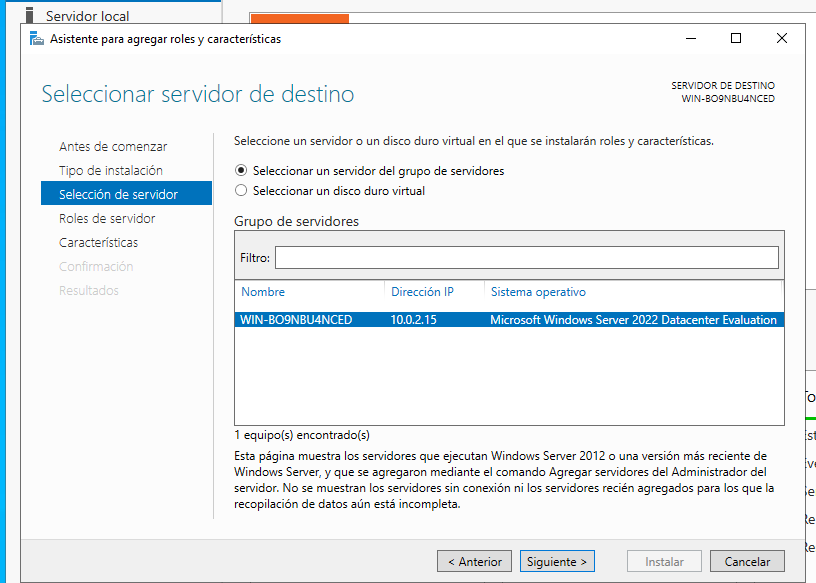 Servidor local
Asistente para agregar roles y características
Seleccionar servidor de destino
SERVIDOR DE DESTINO
WIN-BO9NBU4NCED
Antes de comenzar
Tipo de instalación
Selección de servidor
Roles de servidor
Características
Confirmación
Resultados
Seleccione un servidor o un disco duro virtual en el que se instalarán roles y características.
Seleccionar un servidor del grupo de servidores
Seleccionar un disco duro virtual
Grupo de servidores
Filtro:
Nombre Dirección IP Sistema operativo
WIN-BO9NBU4NCED 10.0.2.15 Microsoft Windows Server 2022 Datacenter Evaluation
1 equipo(s) encontrado(s)
Esta página muestra los servidores que ejecutan Windows Server 2012 o una versión más reciente de
Windows Server, y que se agregaron mediante el comando Agregar servidores del Administrador del
servidor. No se muestran los servidores sin conexión ni los servidores recién agregados para los que la
recopilación de datos aún está incompleta.
< Anterior Siguiente > Instalar Cancelar